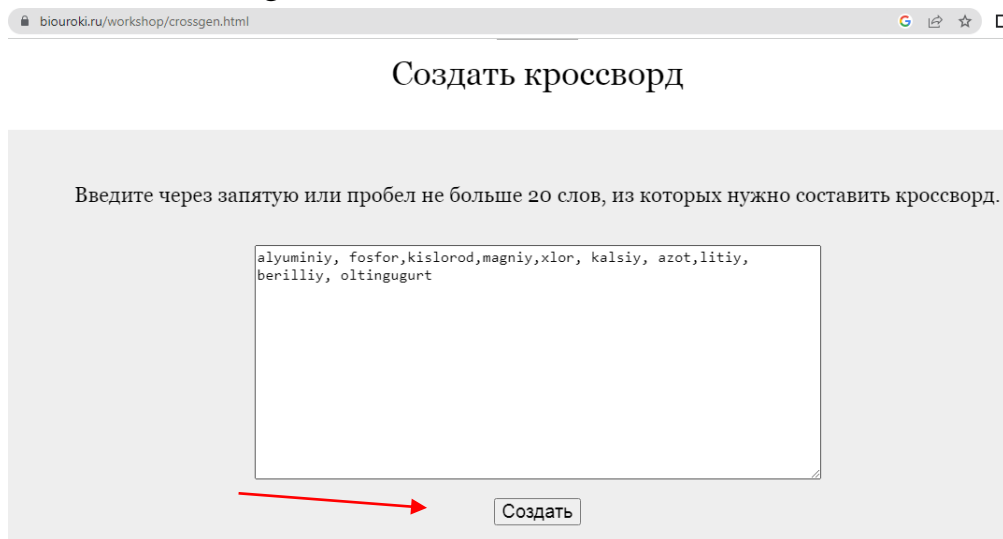 biouroki.ru/workshop/crossgen.html
Создать кроссворд
Введите через запятую или пробел не больше 20 слов, из которых нужно составить кроссворд.
alyuminiy, fosfor,kislorod,magniy,xlor, kalsiy, azot,litiy,
berilliy, oltingugurt
Создать